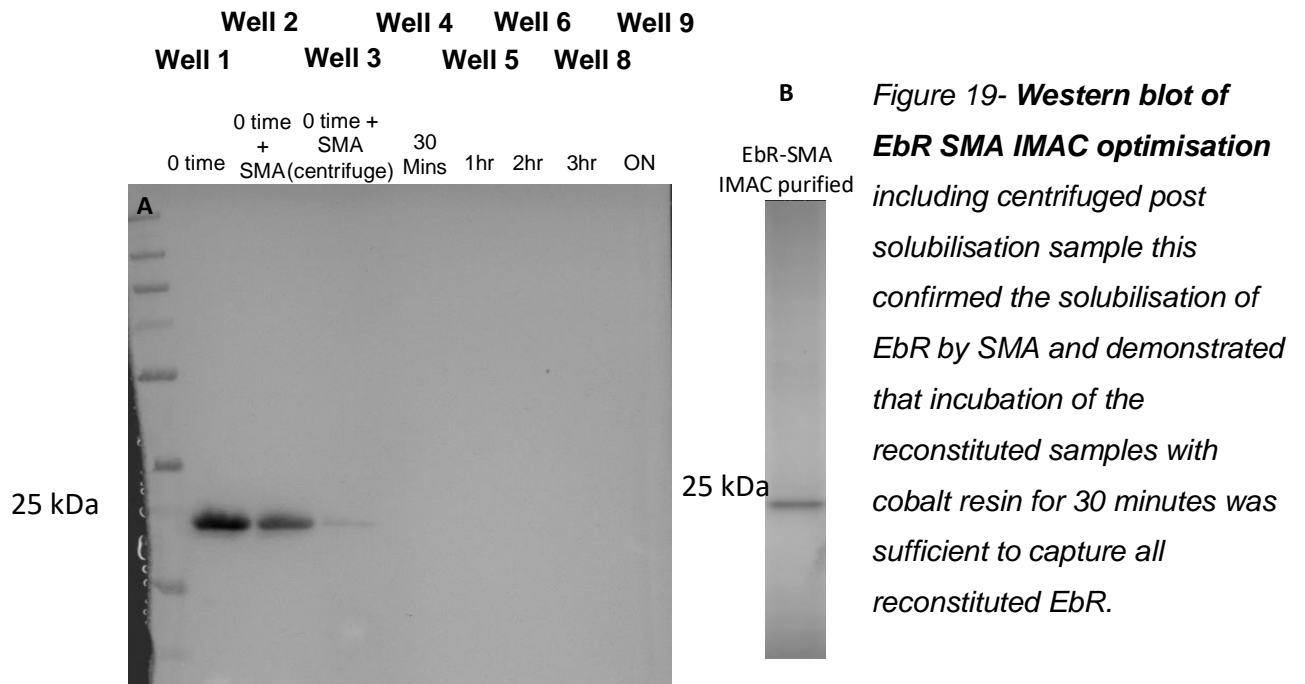 Well 2 Well 4 Well 6 Well 9
Well 1 Well 3 Well 5 Well 8
0 time
0 time
+
SMA
0 time +
SMA
(centrifuge)
30
Mins
1hr
2hr
3hr
ON
A
25 kDa
B
EbR-SMA
IMAC purified
25 kDa
Figure 19- Western blot of
EbR SMA IMAC optimisation
including centrifuged post
solubilisation sample this
confirmed the solubilisation of
EbR by SMA and demonstrated
that incubation of the
reconstituted samples with
cobalt resin for 30 minutes was
sufficient to capture all
reconstituted EbR.